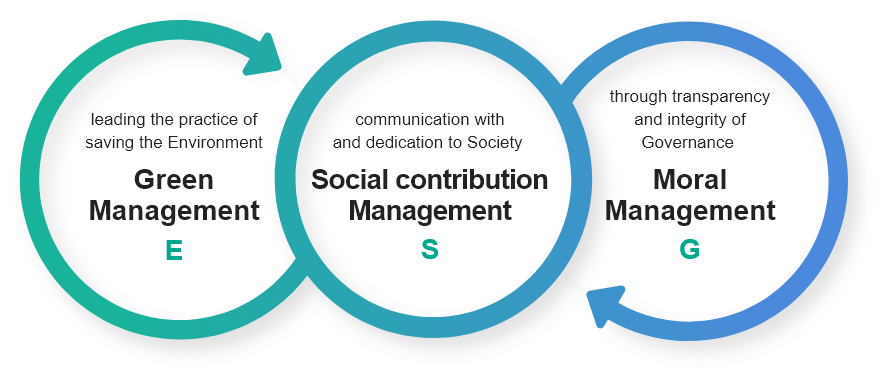 leading the practice of
saving the Environment
Green
Management
E
communication with
and dedication to Society
Social contribution
Management
S
through transparency
and integrity of
Governance
Moral
Management
G